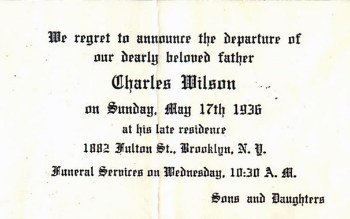 We regret to announce the departure of
our dearly beloved father
Charles Wilson
on Sunday, May 17th 1936
at his late residence
1882 Fulton St., Brooklyn, N. Y.
Funeral Services on Wednesday, 10:30 A. M.
Sons and Daughters